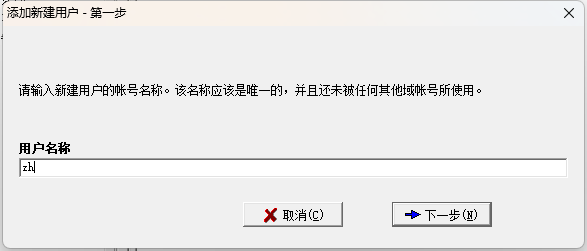 添加新建用户 - 第一步
请输入新建用户的帐号名称。该名称应该是唯一的，并且还未被任何其他域帐号所使用。
用户名称
zh
取消(C) 下一步(N)